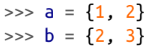 >>> a = {1, 2}
>>> b = {2, 3}